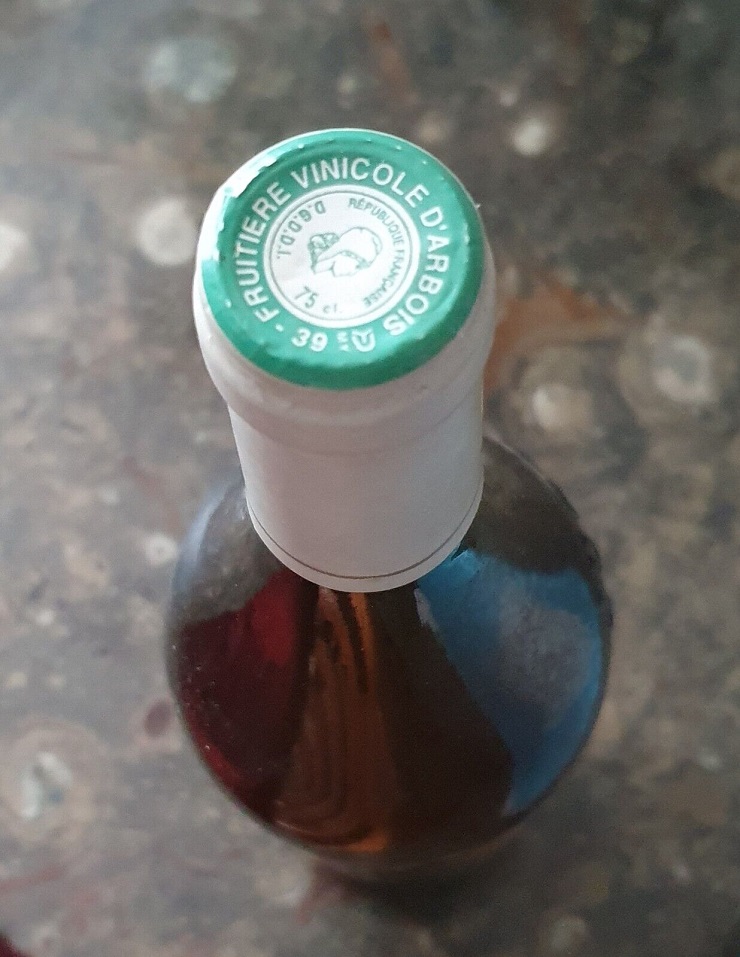 FRUITIERE VINICOLE D'ARBOIS - 39
RÉPUBLIQUE FRANÇAISE
D.G.D.D.I.
75 cl.